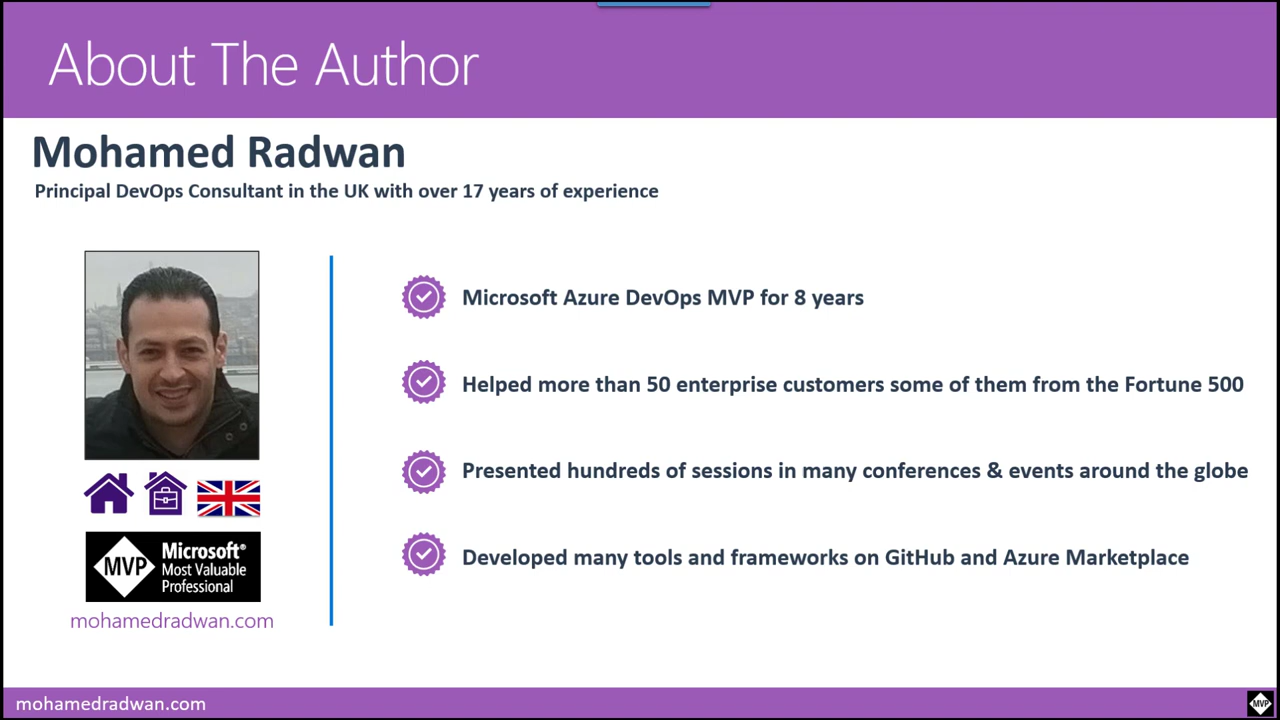 About The Author
Mohamed Radwan
Principal DevOps Consultant in the UK with over 17 years of experience
Microsoft Azure DevOps MVP for 8 years
Helped more than 50 enterprise customers some of them from the Fortune 500
Presented hundreds of sessions in many conferences & events around the globe
Developed many tools and frameworks on GitHub and Azure Marketplace
MVP
Microsoft®
Most Valuable
Professional
mohamedradwan.com
mohamedradwan.com
MVP